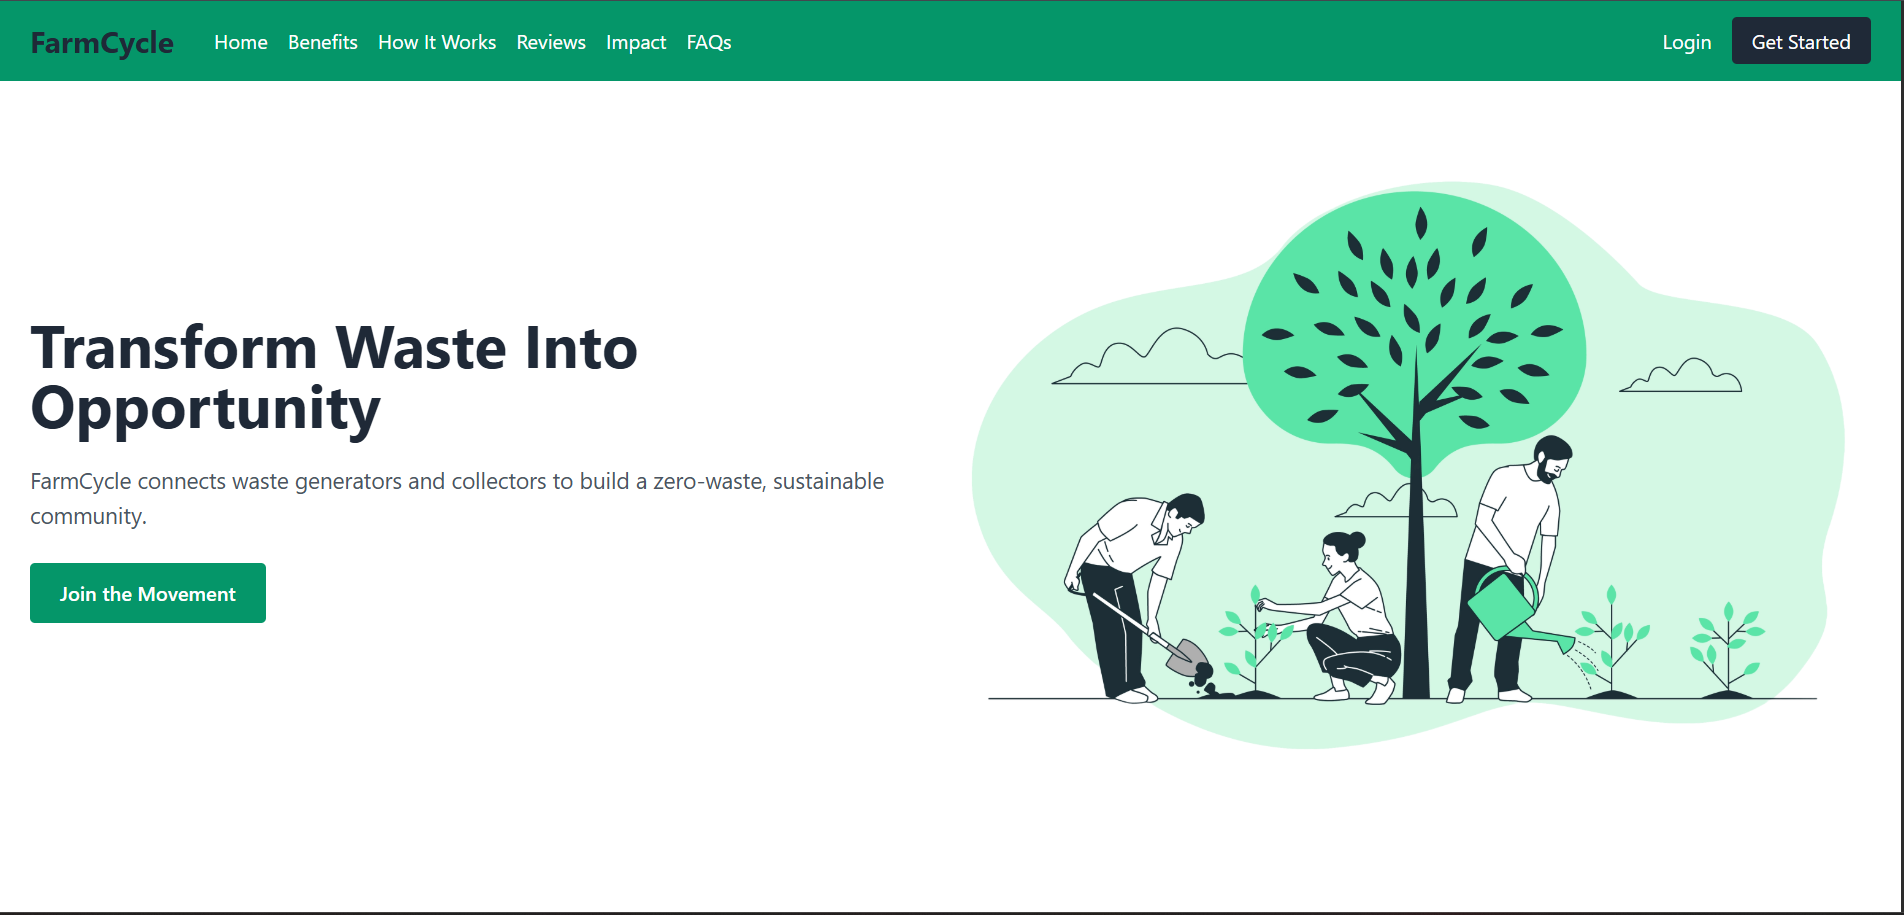 FarmCycle Home Benefits How It Works Reviews Impact FAQs Login Get Started
Transform Waste Into
Opportunity
FarmCycle connects waste generators and collectors to build a zero-waste, sustainable
community.
Join the Movement